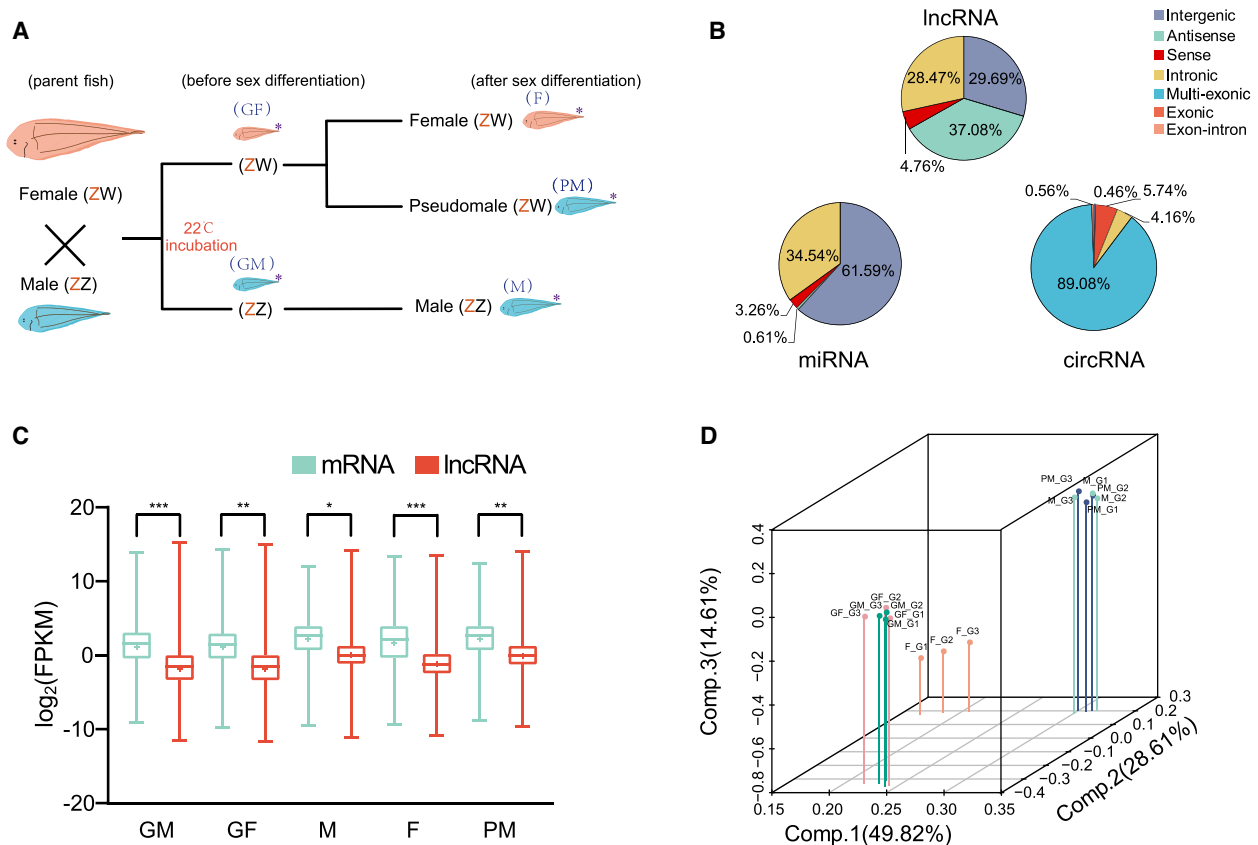 A
(parent fish)
(before sex differentiation)
(after sex differentiation)
(GF)
*
(F)
*
Female (ZW)
(ZW)
Female (ZW)
(PM)
*
Pseudomale (ZW)
22℃
incubation
(GM)
*
Male (ZZ)
(ZZ)
(M)
*
Male (ZZ)
B
lncRNA
28.47%
29.69%
37.08%
4.76%
Intergenic
Antisense
Sense
Intronic
Multi-exonic
Exonic
Exon-intron
34.54%
61.59%
3.26%
0.61%
miRNA
0.56%
0.46%
5.74%
4.16%
89.08%
circRNA
C
mRNA
lncRNA
log2(FPKM)
20
10
0
-10
-20
***
**
*
***
**
GM
GF
M
F
PM
D
PM_G3
M_G1
PM_G2
M_G3
M_G2
PM_G1
GF_G2
GM_G3
GM_G2
GF_G3
GF_G1
GM_G1
F_G1
F_G2
F_G3
Comp.3(14.61%)
0.4
0.2
0.0
−0.2
−0.4
−0.6
−0.8
0.15
0.20
0.25
0.30
0.35
Comp.1(49.82%)
−0.4
−0.3
−0.2
−0.1
0.0
0.1
0.2
0.3
Comp.2(28.61%)